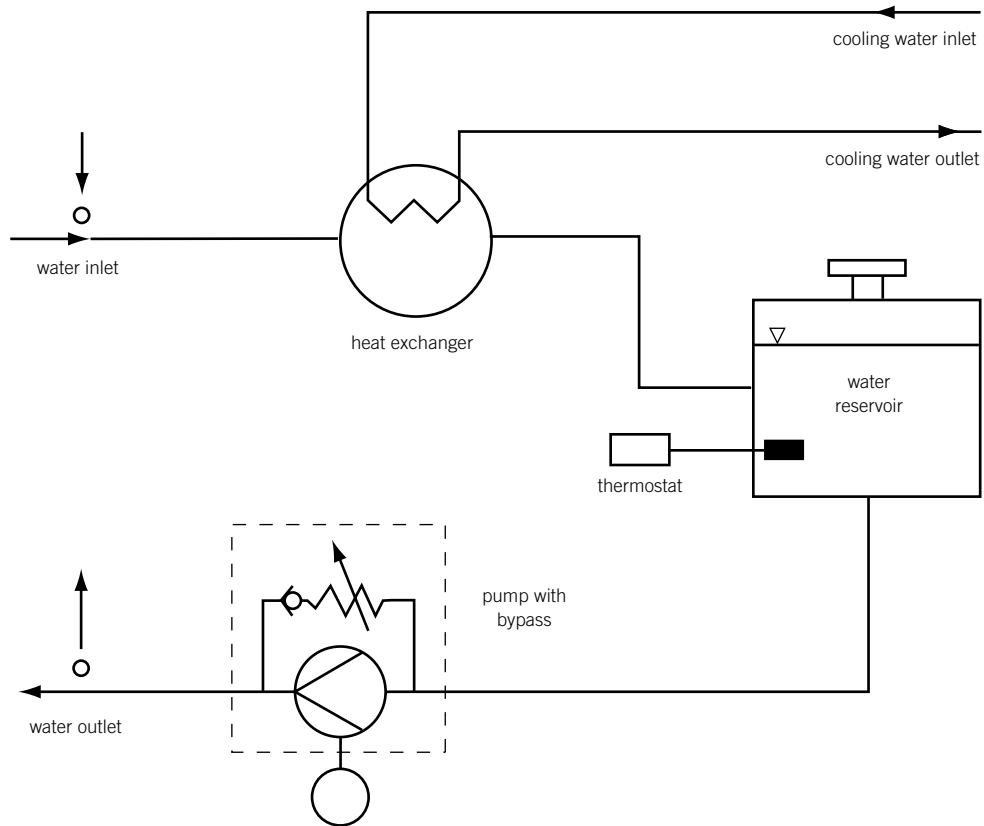 cooling water inlet
cooling water outlet
water inlet
heat exchanger
water
reservoir
thermostat
pump with
bypass
water outlet